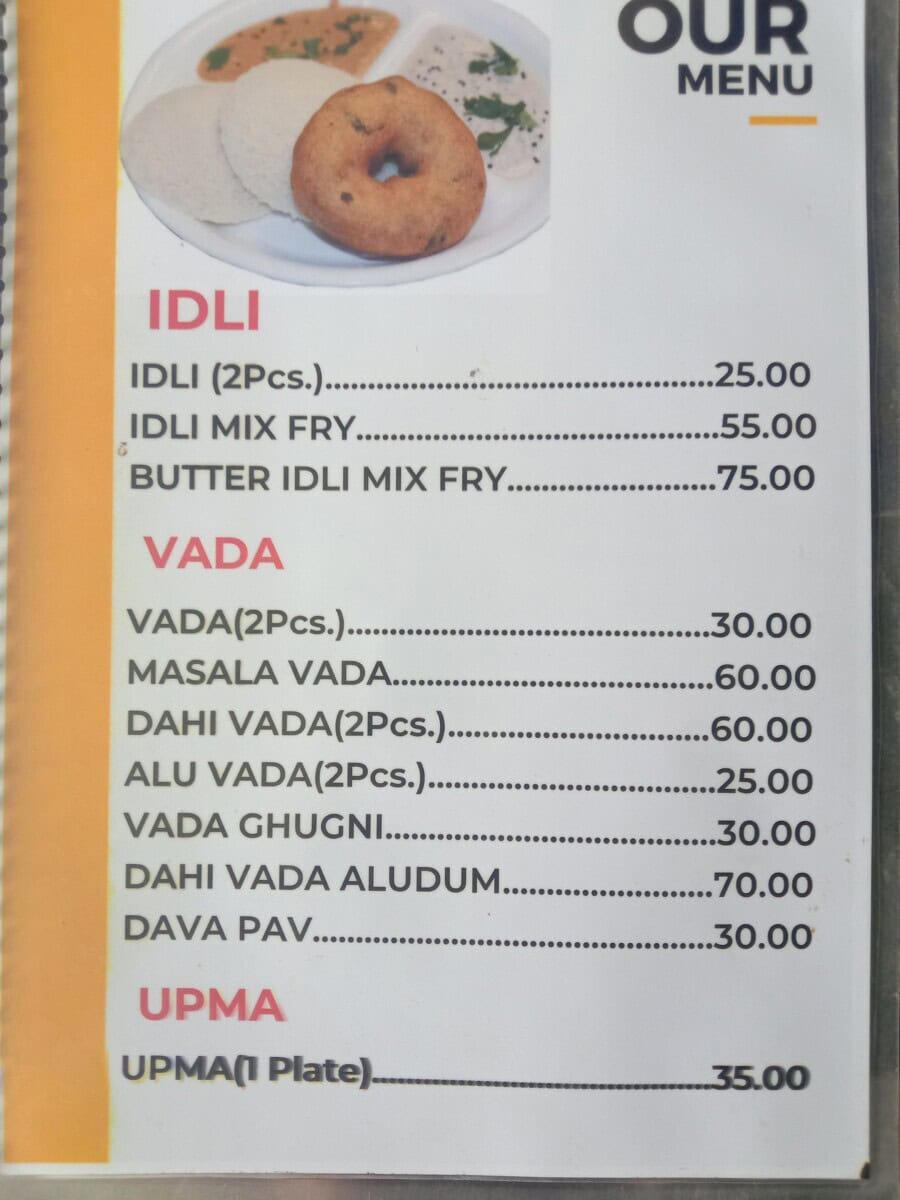 OUR
MENU
IDLI
IDLI (2Pcs.)............................................25.00
IDLI MIX FRY.........................................55.00
BUTTER IDLI MIX FRY........................75.00
VADA
VADA(2Pcs.).........................................30.00
MASALA VADA....................................60.00
DAHI VADA(2Pcs.)..............................60.00
ALU VADA(2Pcs.).................................25.00
VADA GHUGNI.....................................30.00
DAHI VADA ALUDUM........................70.00
DAVA PAV.............................................30.00
UPMA
UPMA(1 Plate)......................................35.00